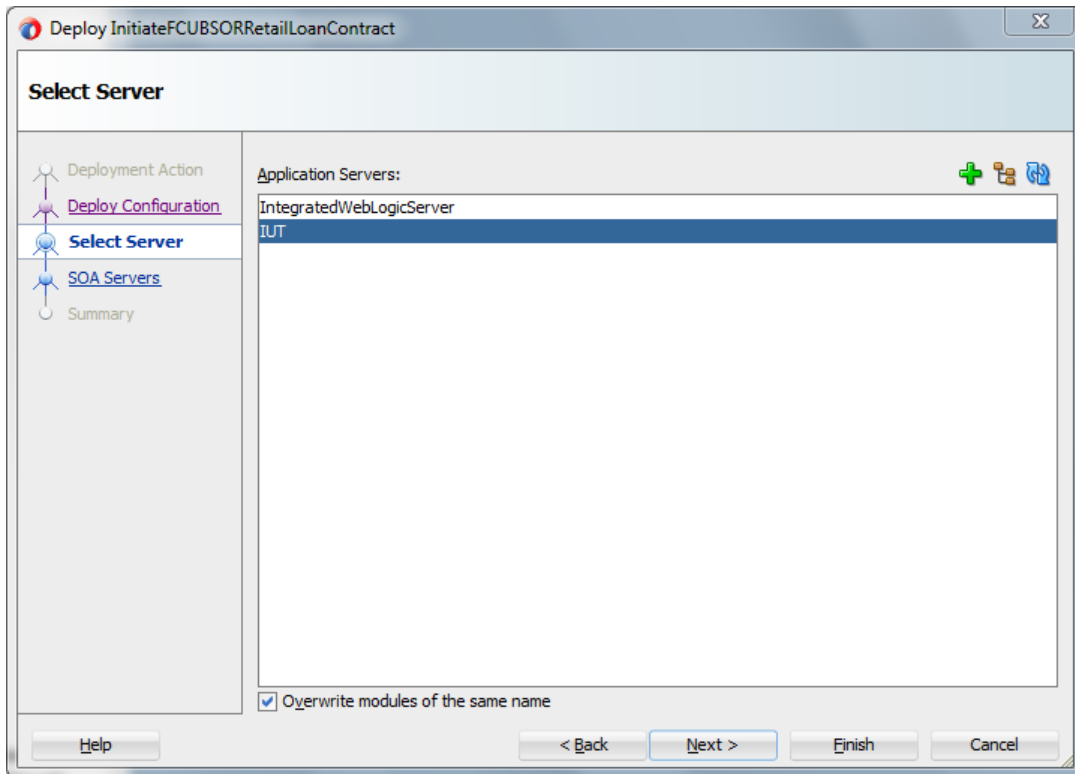 Deploy InitiateFCUBSORRetailLoanContract
Select Server
Deployment Action
Deploy Configuration
Select Server
SOA Servers
Summary
Application Servers:
IntegratedWebLogicServer
IUT
Overwrite modules of the same name
Help
< Back
Next >
Finish
Cancel